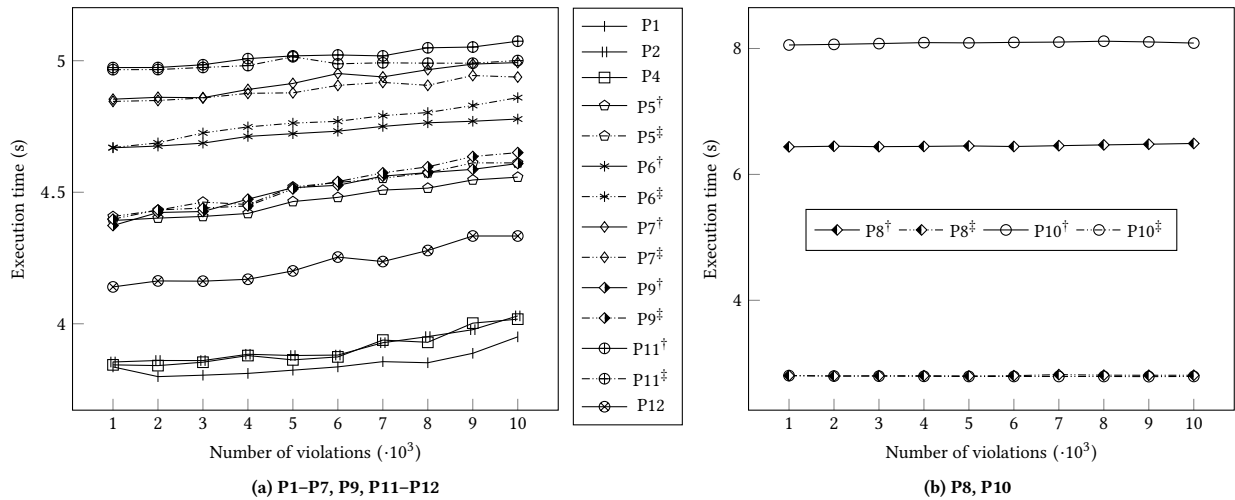 5
4.5
4
Execution time (s)
1 2 3 4 5 6 7 8 9 10
Number of violations (·10³)
(a) P1–P7, P9, P11–P12
P1
P2
P4
P5†
P5‡
P6†
P6‡
P7†
P7‡
P9†
P9‡
P11†
P11‡
P12
8
6
4
Execution time (s)
P8† P8‡ P10† P10‡
1 2 3 4 5 6 7 8 9 10
Number of violations (·10³)
(b) P8, P10